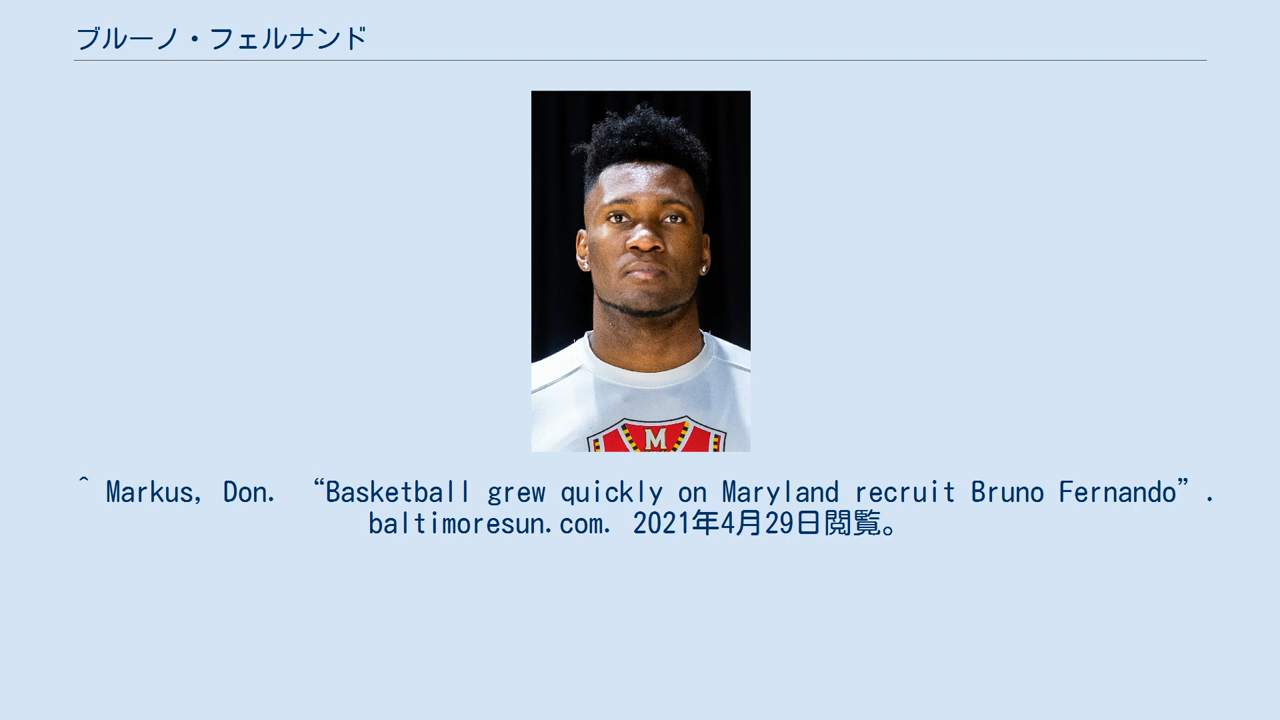 ブルーノ・フェルナンド
M
^ Markus, Don. “Basketball grew quickly on Maryland recruit Bruno Fernando”.
baltimoresun.com. 2021年4月29日閲覧。